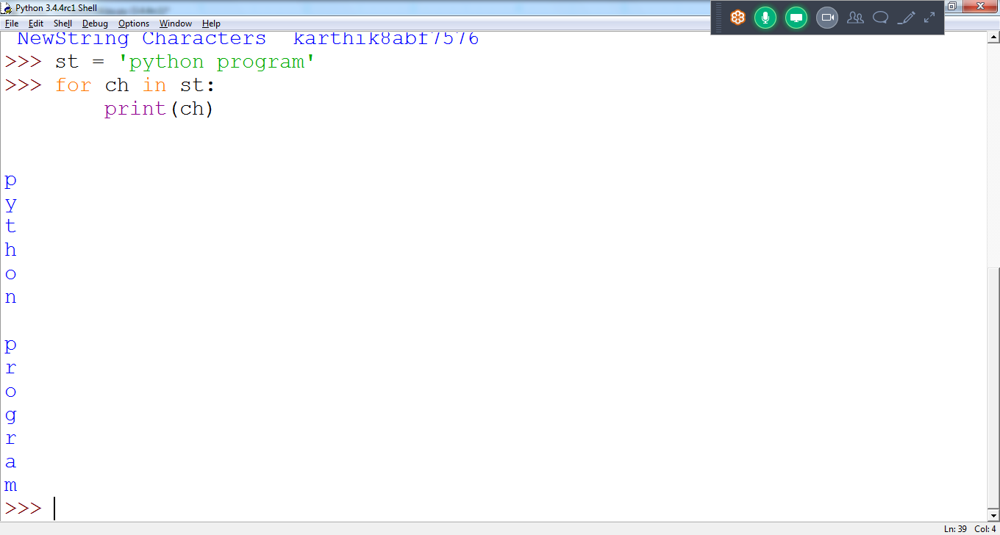 Python 3.4.4rc1 Shell
File Edit Shell Debug Options Window Help
NewString Characters  karthik8abf7576
>>> st = 'python program'
>>> for ch in st:
        print(ch)
p
y
t
h
o
n
p
r
o
g
r
a
m
>>>
Ln: 39 Col: 4